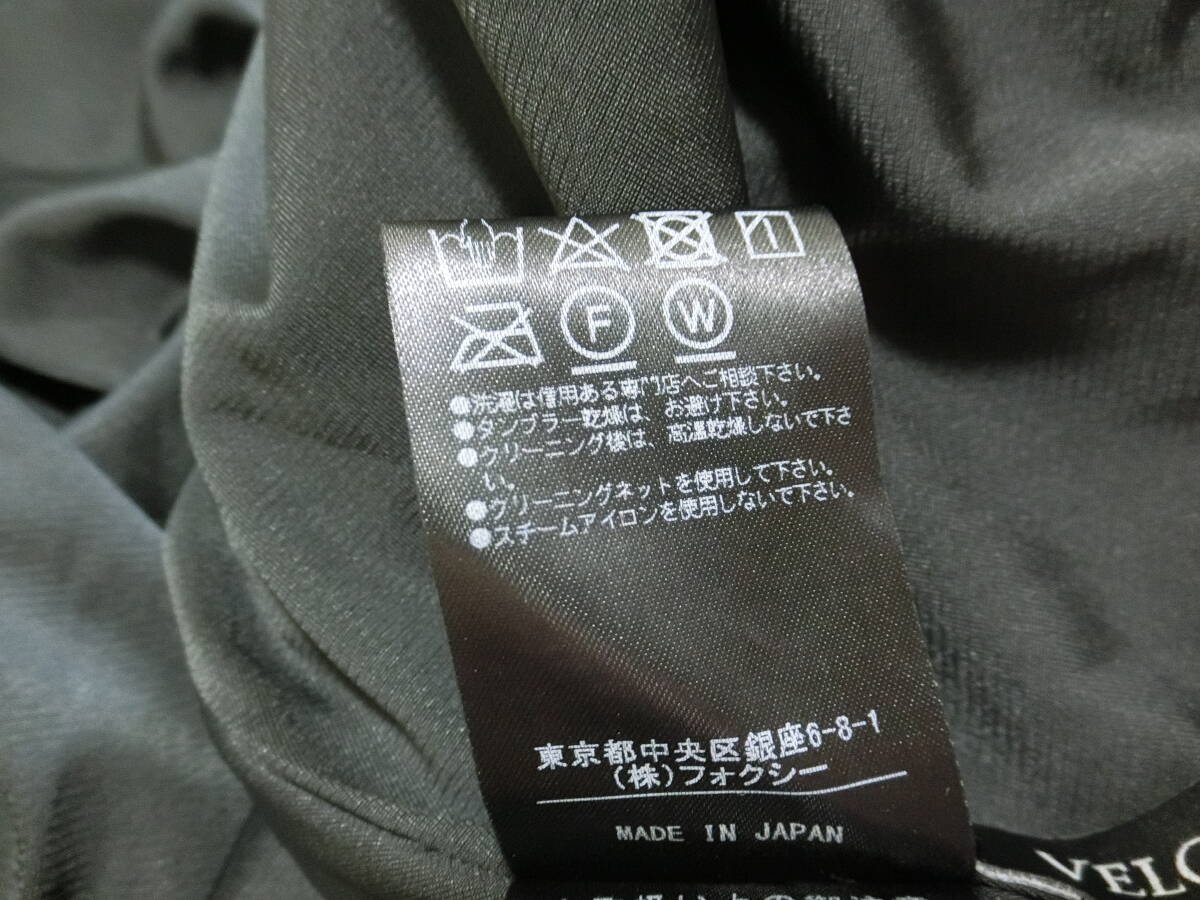 F W
●洗濯は信用ある専門店へご相談下さい。
●タンブラー乾燥は、お避け下さい。
●クリーニング後は、高温乾燥しないで下さ
い。
●クリーニングネットを使用して下さい。
●スチームアイロンを使用しないで下さい。
東京都中央区銀座6-8-1
(株)フォクシー
MADE IN JAPAN